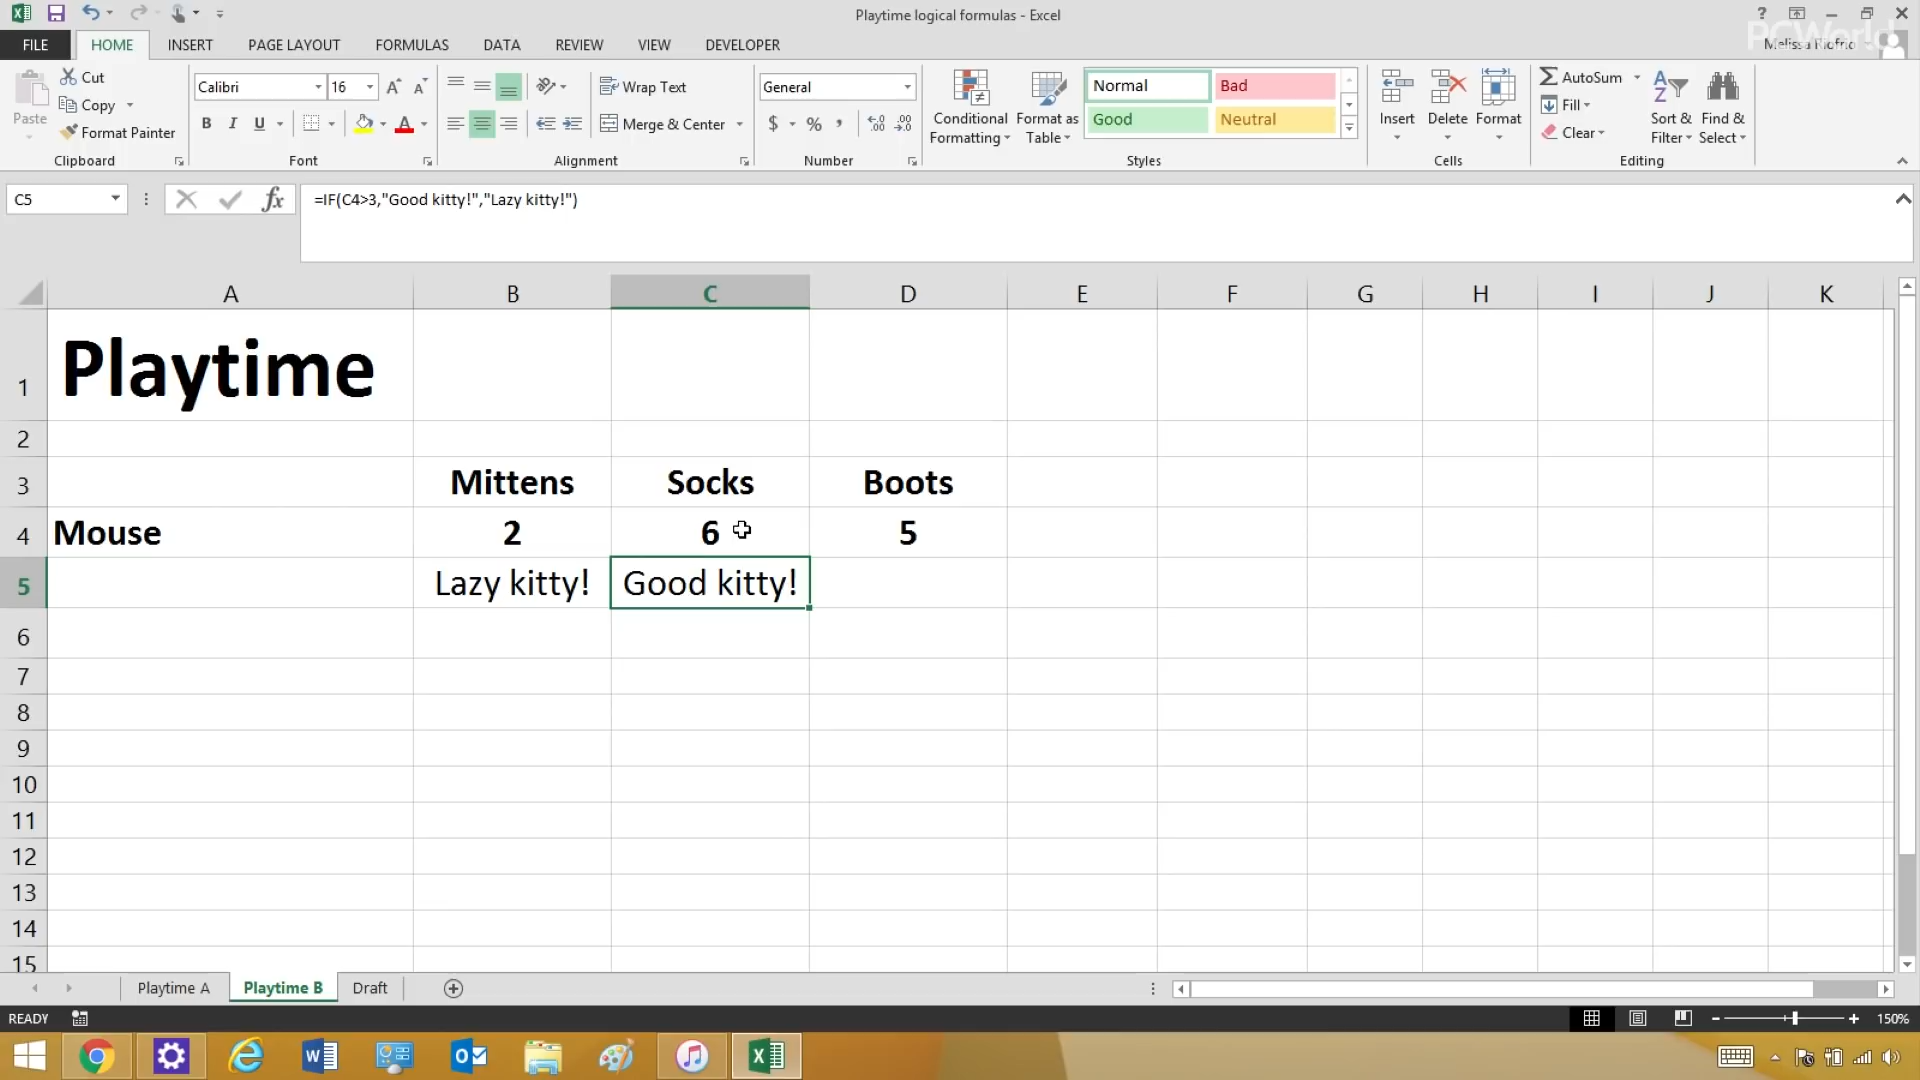 Playtime logical formulas - Excel
?
PCWorld
FILE HOME INSERT PAGE LAYOUT FORMULAS DATA REVIEW VIEW DEVELOPER
Paste
Cut
Copy
Format Painter
Clipboard
Calibri 16
B I U
Font
Wrap Text
Merge & Center
Alignment
General
$ % ,
Number
Conditional Formatting
Format as Table
Normal Bad
Good Neutral
Styles
Insert Delete Format
Cells
AutoSum
Fill
Clear
Sort & Filter
Find & Select
Editing
C5 fx =IF(C4>3,"Good kitty!","Lazy kitty!")
A B C D E F G H I J K
1 Playtime
2
3 Mittens Socks Boots
4 Mouse 2 6 5
5 Lazy kitty! Good kitty!
6
7
8
9
10
11
12
13
14
15
Playtime A Playtime B Draft
READY 150%